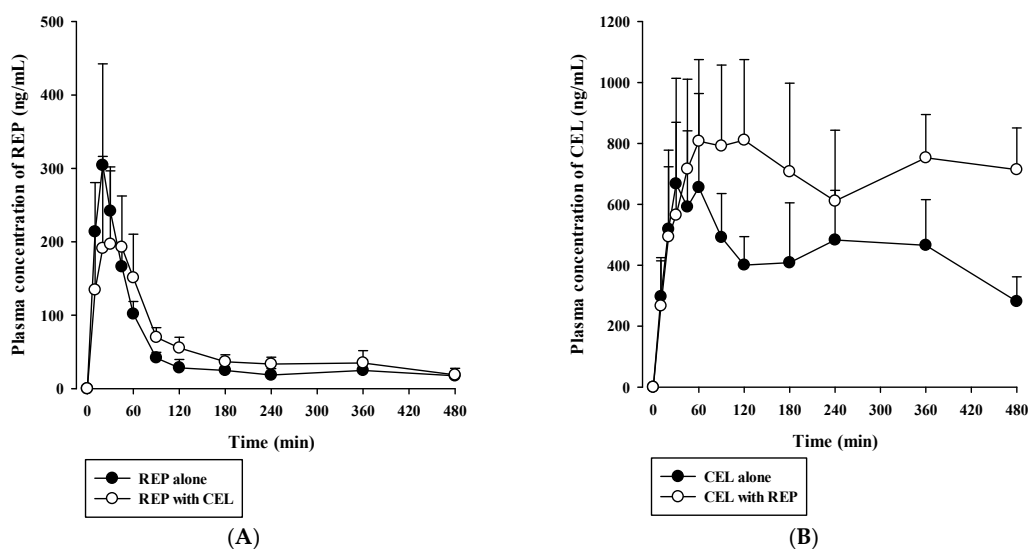 Plasma concentration of REP (ng/mL)
500
400
300
200
100
0
0 60 120 180 240 300 360 420 480
Time (min)
REP alone
REP with CEL
(A)
Plasma concentration of CEL (ng/mL)
1200
1000
800
600
400
200
0
0 60 120 180 240 300 360 420 480
Time (min)
CEL alone
CEL with REP
(B)